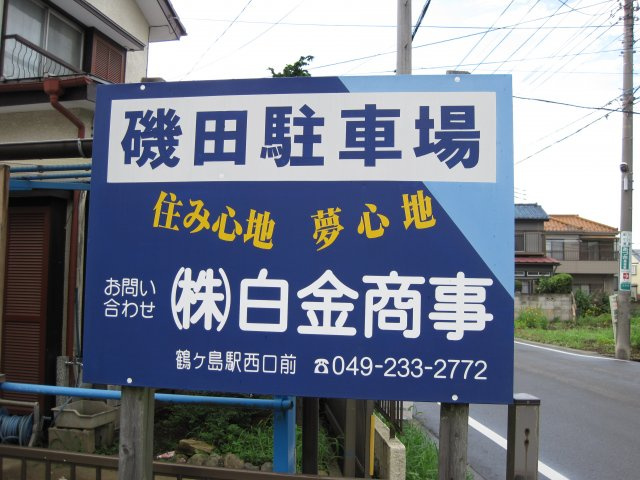 磯田駐車場
住み心地 夢心地
お問い
合わせ
㈱白金商事
鶴ヶ島駅西口前 ☎049-233-2772